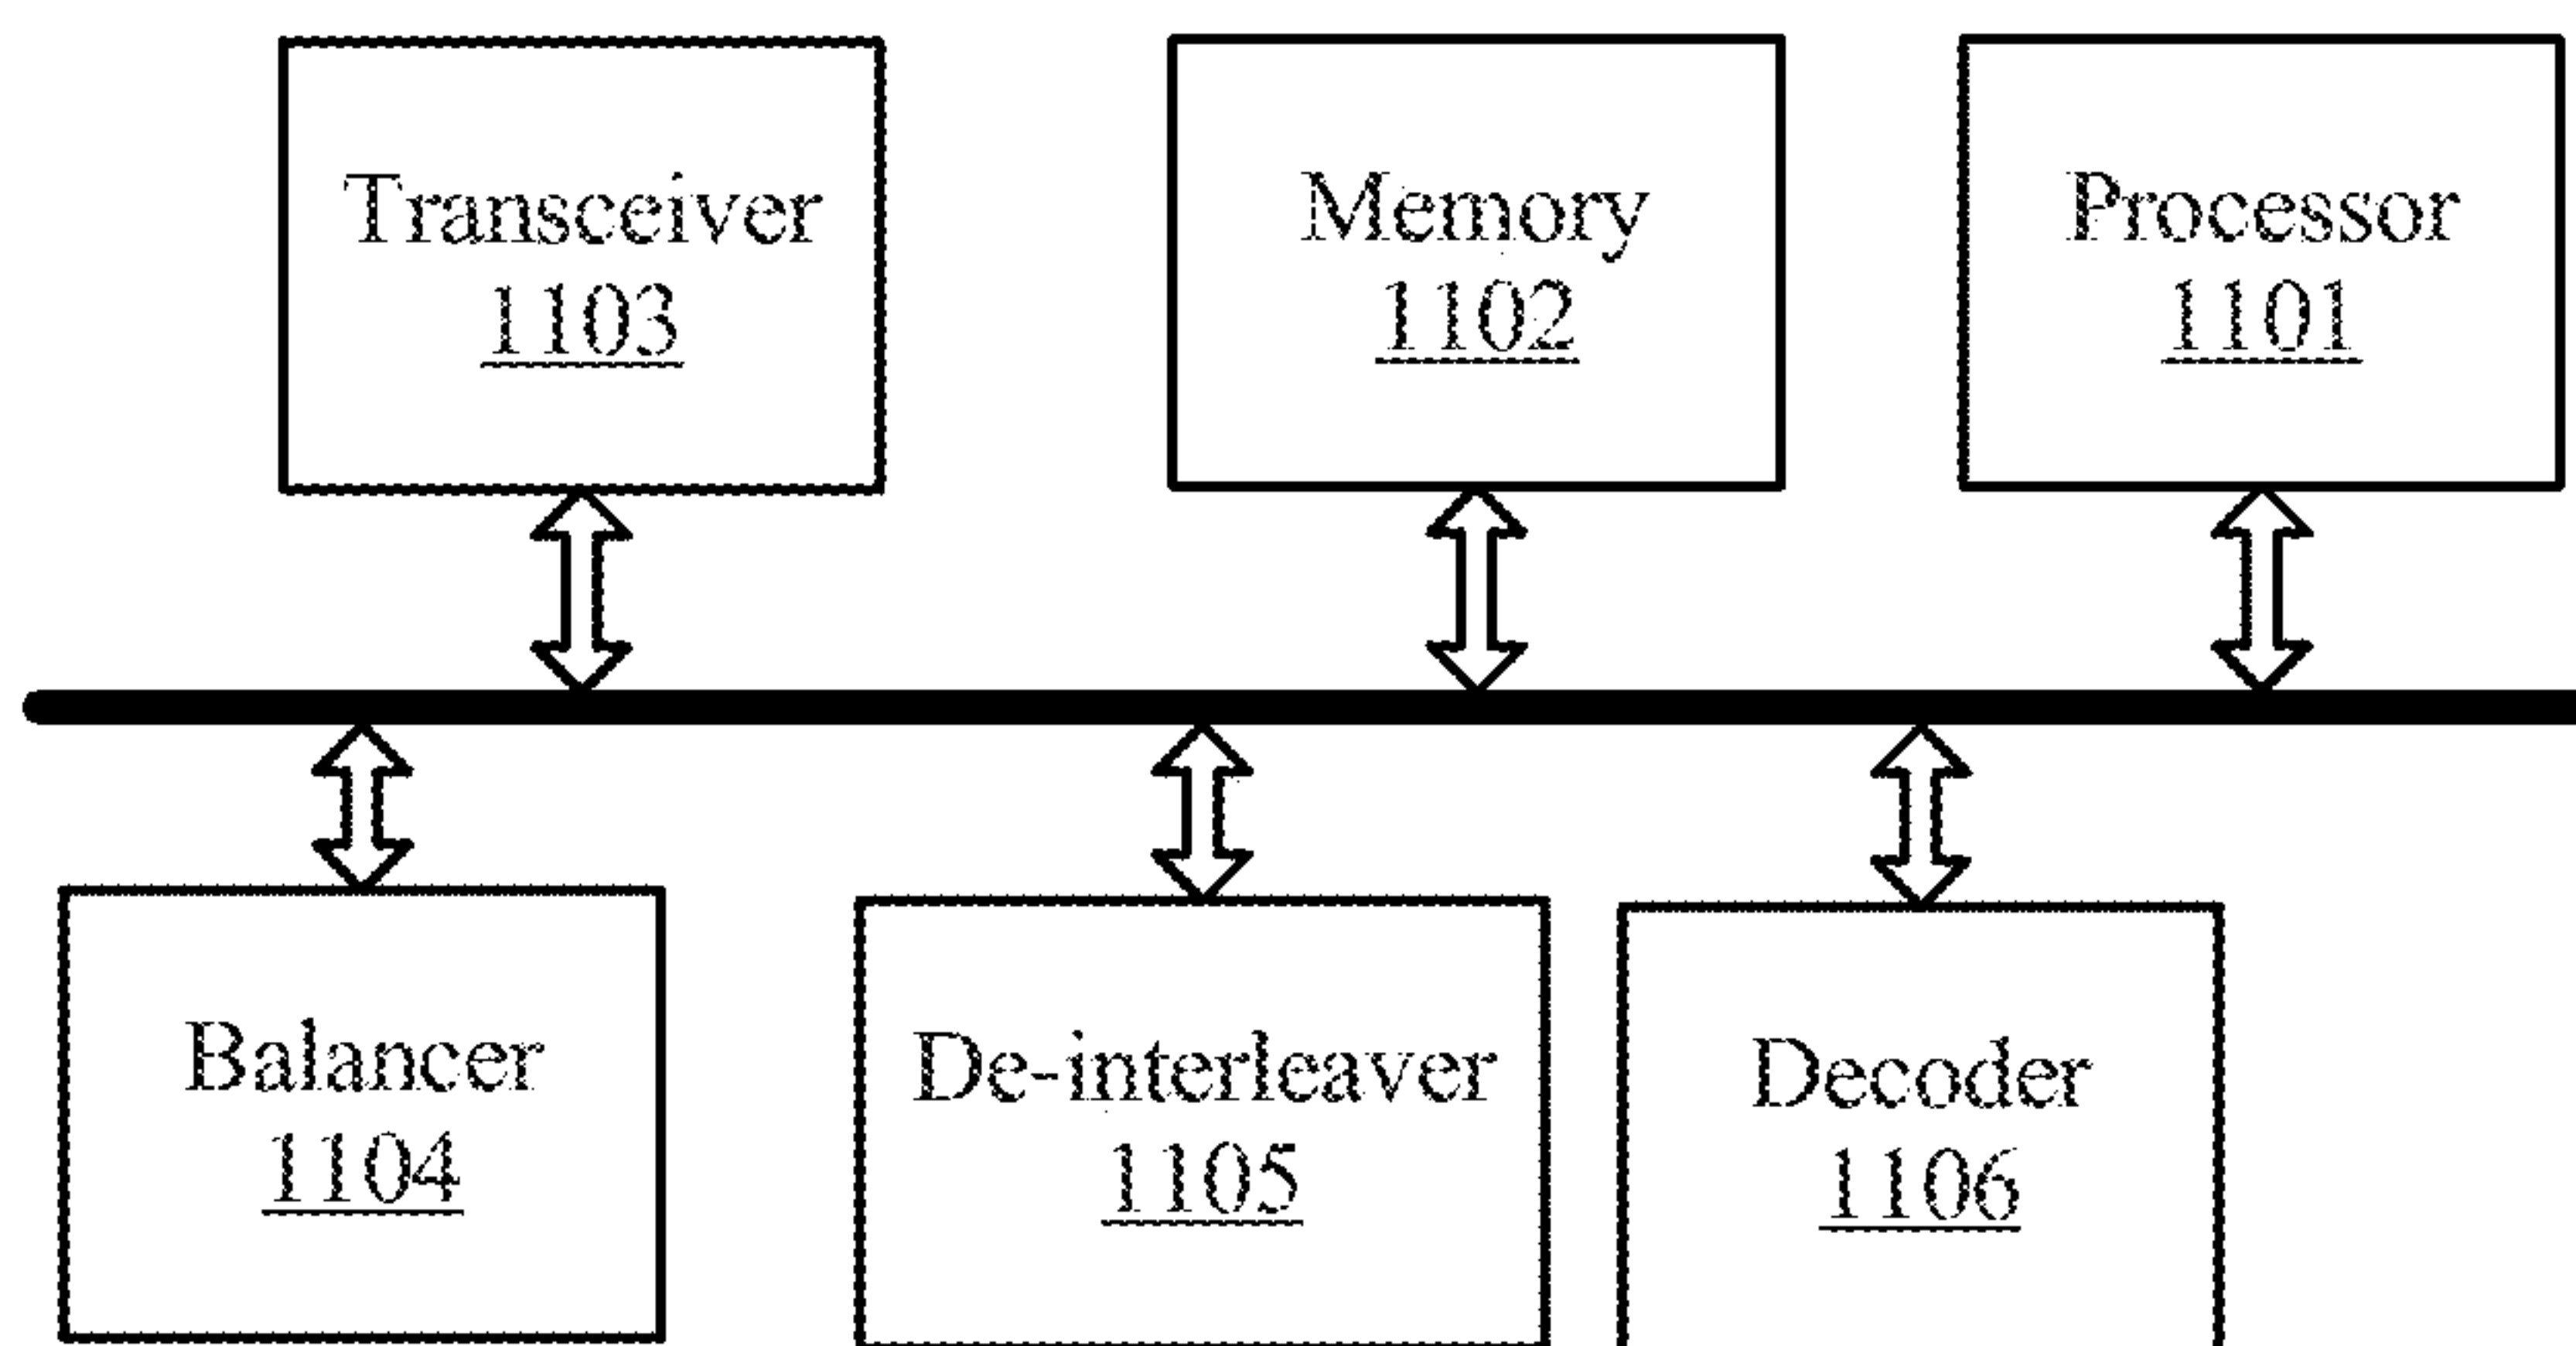 Transceiver
1103
Memory
1102
Processor
1101
Balancer
1104
De-interleaver
1105
Decoder
1106